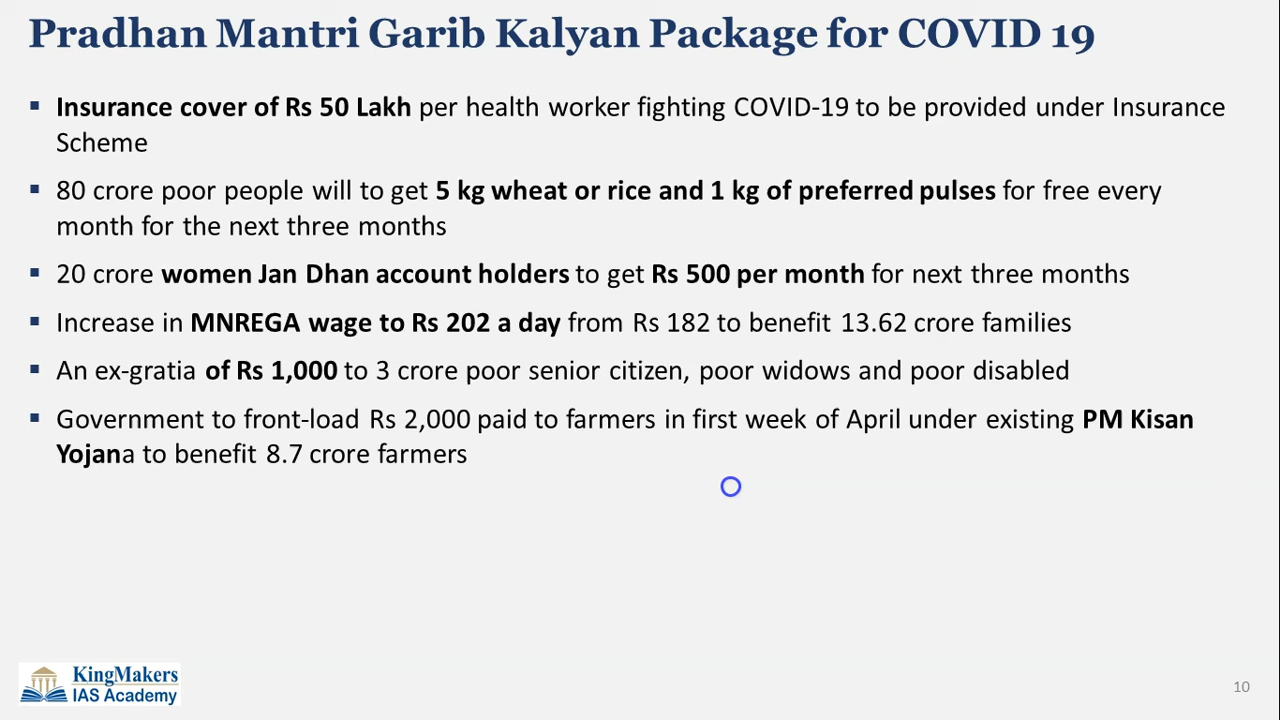 Pradhan Mantri Garib Kalyan Package for COVID 19
Insurance cover of Rs 50 Lakh per health worker fighting COVID-19 to be provided under Insurance
Scheme
80 crore poor people will to get 5 kg wheat or rice and 1 kg of preferred pulses for free every
month for the next three months
20 crore women Jan Dhan account holders to get Rs 500 per month for next three months
Increase in MNREGA wage to Rs 202 a day from Rs 182 to benefit 13.62 crore families
An ex-gratia of Rs 1,000 to 3 crore poor senior citizen, poor widows and poor disabled
Government to front-load Rs 2,000 paid to farmers in first week of April under existing PM Kisan
Yojana to benefit 8.7 crore farmers
KingMakers
IAS Academy
10